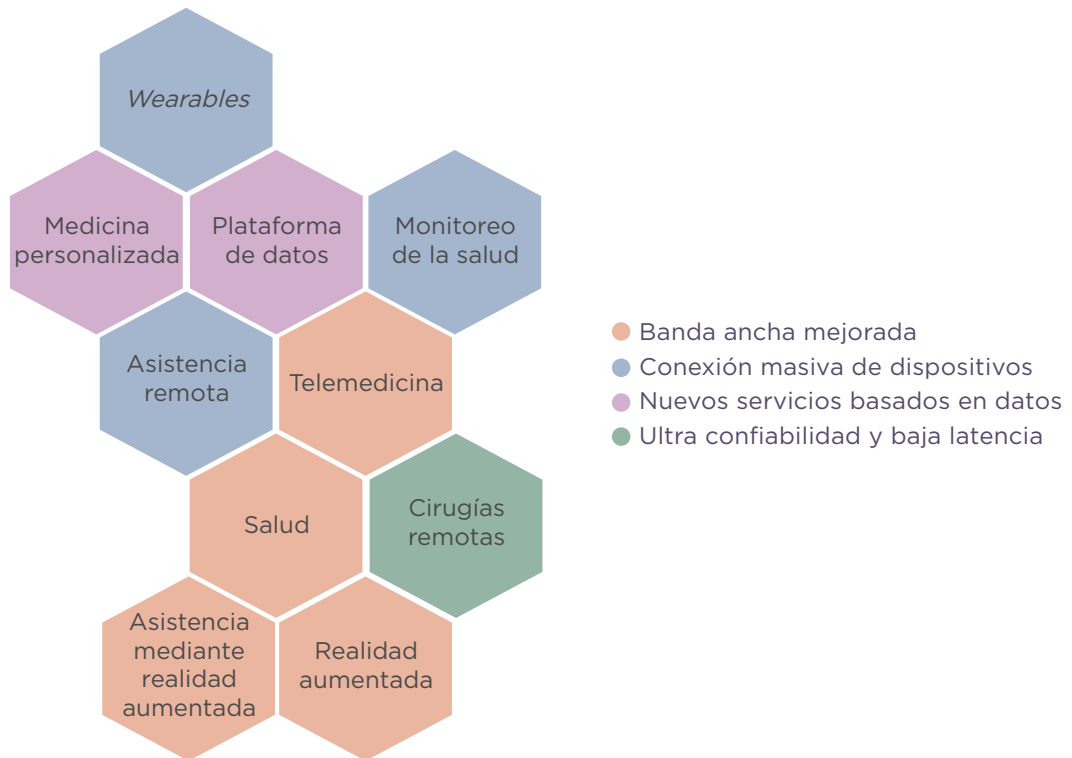 Wearables
Medicina
personalizada
Plataforma
de datos
Monitoreo
de la salud
Asistencia
remota
Telemedicina
Salud
Cirugías
remotas
Asistencia
mediante
realidad
aumentada
Realidad
aumentada
Banda ancha mejorada
Conexión masiva de dispositivos
Nuevos servicios basados en datos
Ultra confiabilidad y baja latencia